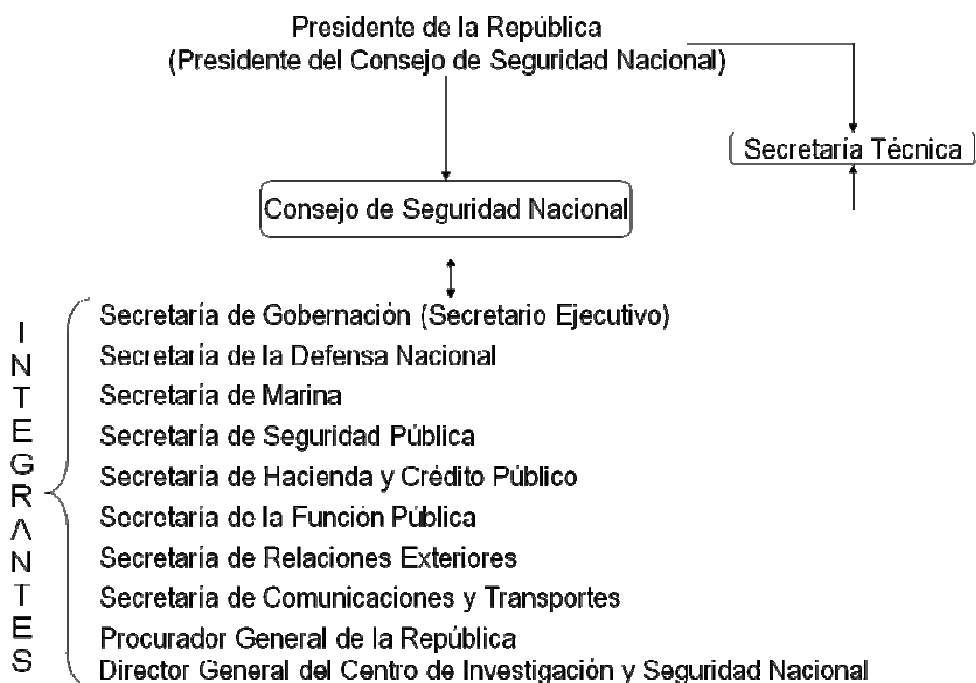 Presidente de la República
(Presidente del Consejo de Seguridad Nacional)
Secretaría Técnica
Consejo de Seguridad Nacional
INTEGRANTES
Secretaría de Gobernación (Secretario Ejecutivo)
Secretaría de la Defensa Nacional
Secretaría de Marina
Secretaría de Seguridad Pública
Secretaría de Hacienda y Crédito Público
Secretaría de la Función Pública
Secretaría de Relaciones Exteriores
Secretaría de Comunicaciones y Transportes
Procurador General de la República
Director General del Centro de Investigación y Seguridad Nacional